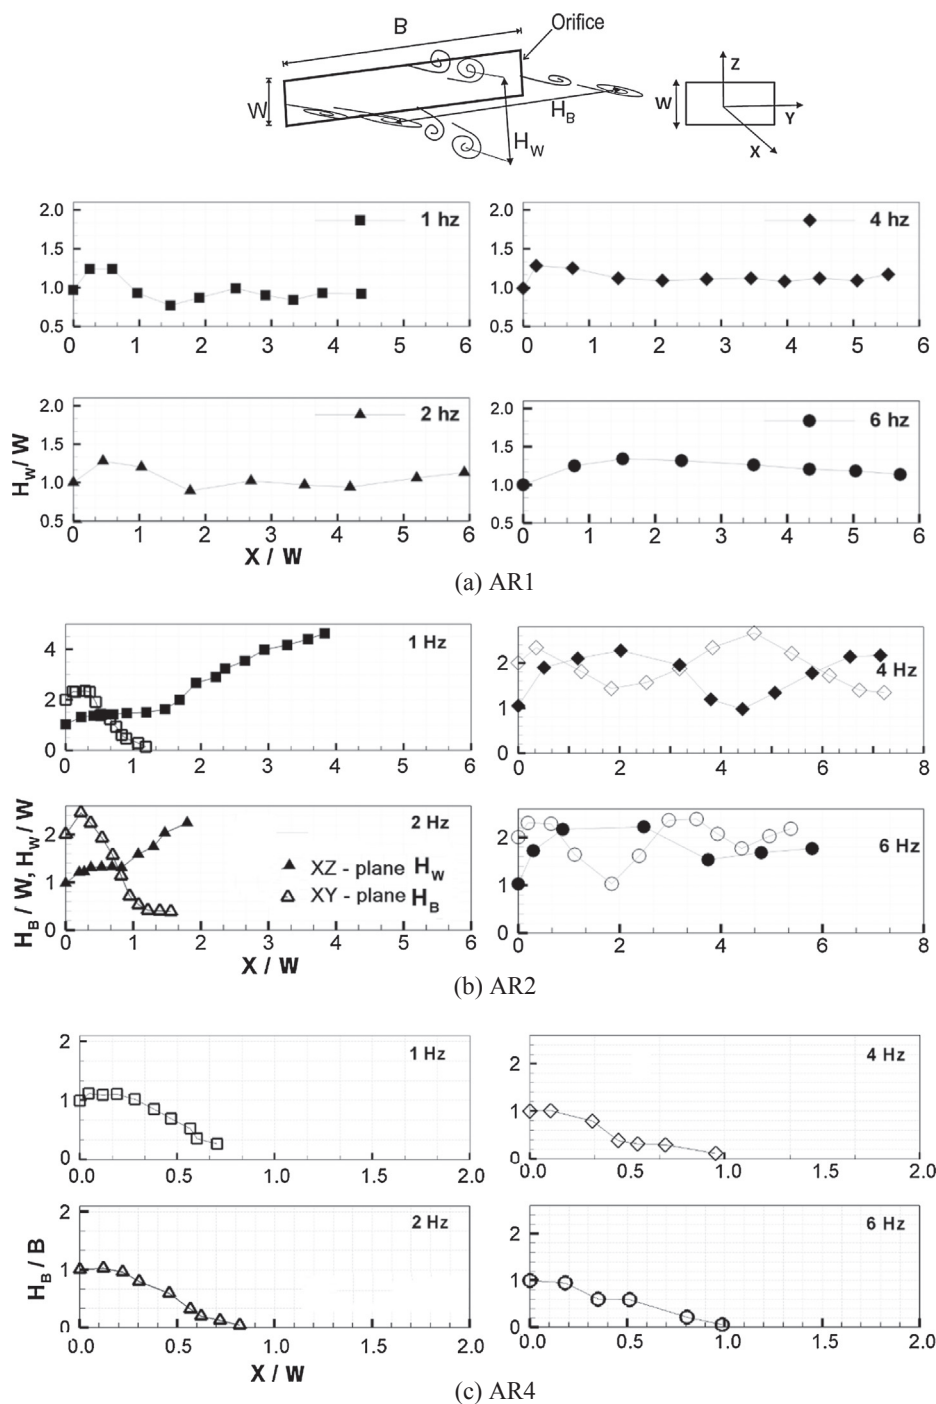 B
Orifice
W
H_B
H_W
Z
W
Y
X
2.0
1.5
1.0
0.5
0 1 2 3 4 5 6
1 hz
2.0
1.5
1.0
0.5
0 1 2 3 4 5 6
4 hz
H_W / W
2.0
1.5
1.0
0.5
0 1 2 3 4 5 6
2 hz
X / W
2.0
1.5
1.0
0.5
0 1 2 3 4 5 6
6 hz
(a) AR1
4
2
0
0 1 2 3 4 5 6
1 Hz
2
1
0
0 2 4 6 8
4 Hz
H_B / W, H_W / W
2
1
0
0 1 2 3 4 5 6
2 Hz
XZ - plane H_W
XY - plane H_B
X / W
2
1
0
0 2 4 6 8
6 Hz
(b) AR2
2
1
0
0.0 0.5 1.0 1.5 2.0
1 Hz
2
1
0
0.0 0.5 1.0 1.5 2.0
4 Hz
H_B / B
2
1
0
0.0 0.5 1.0 1.5 2.0
2 Hz
X / W
2
1
0
0.0 0.5 1.0 1.5 2.0
6 Hz
(c) AR4